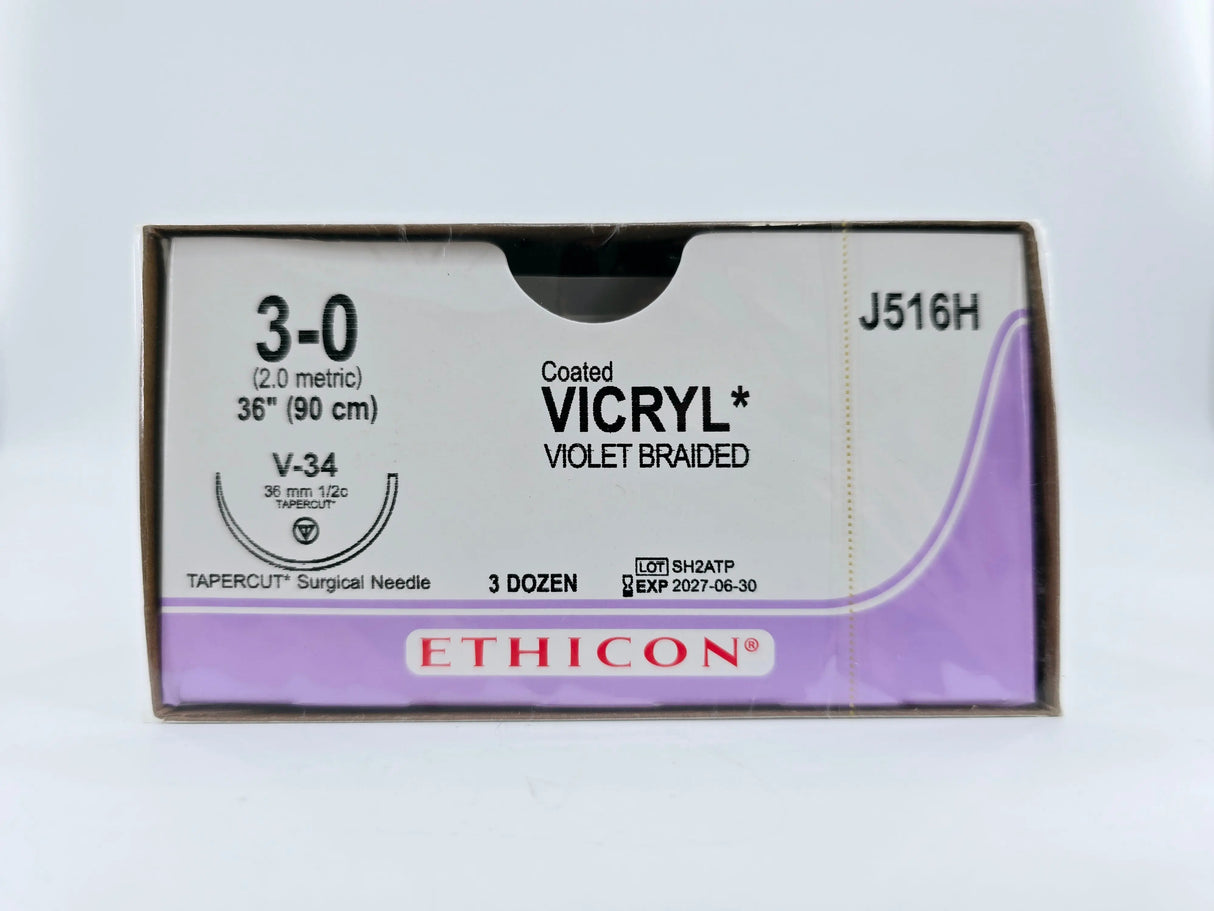 3-0
(2.0 metric)
36" (90 cm)
V-34
36 mm 1/2c
TAPERCUT*
TAPERCUT* Surgical Needle
Coated
VICRYL*
VIOLET BRAIDED
3 DOZEN
LOT SH2ATP
EXP 2027-06-30
J516H
ETHICON®